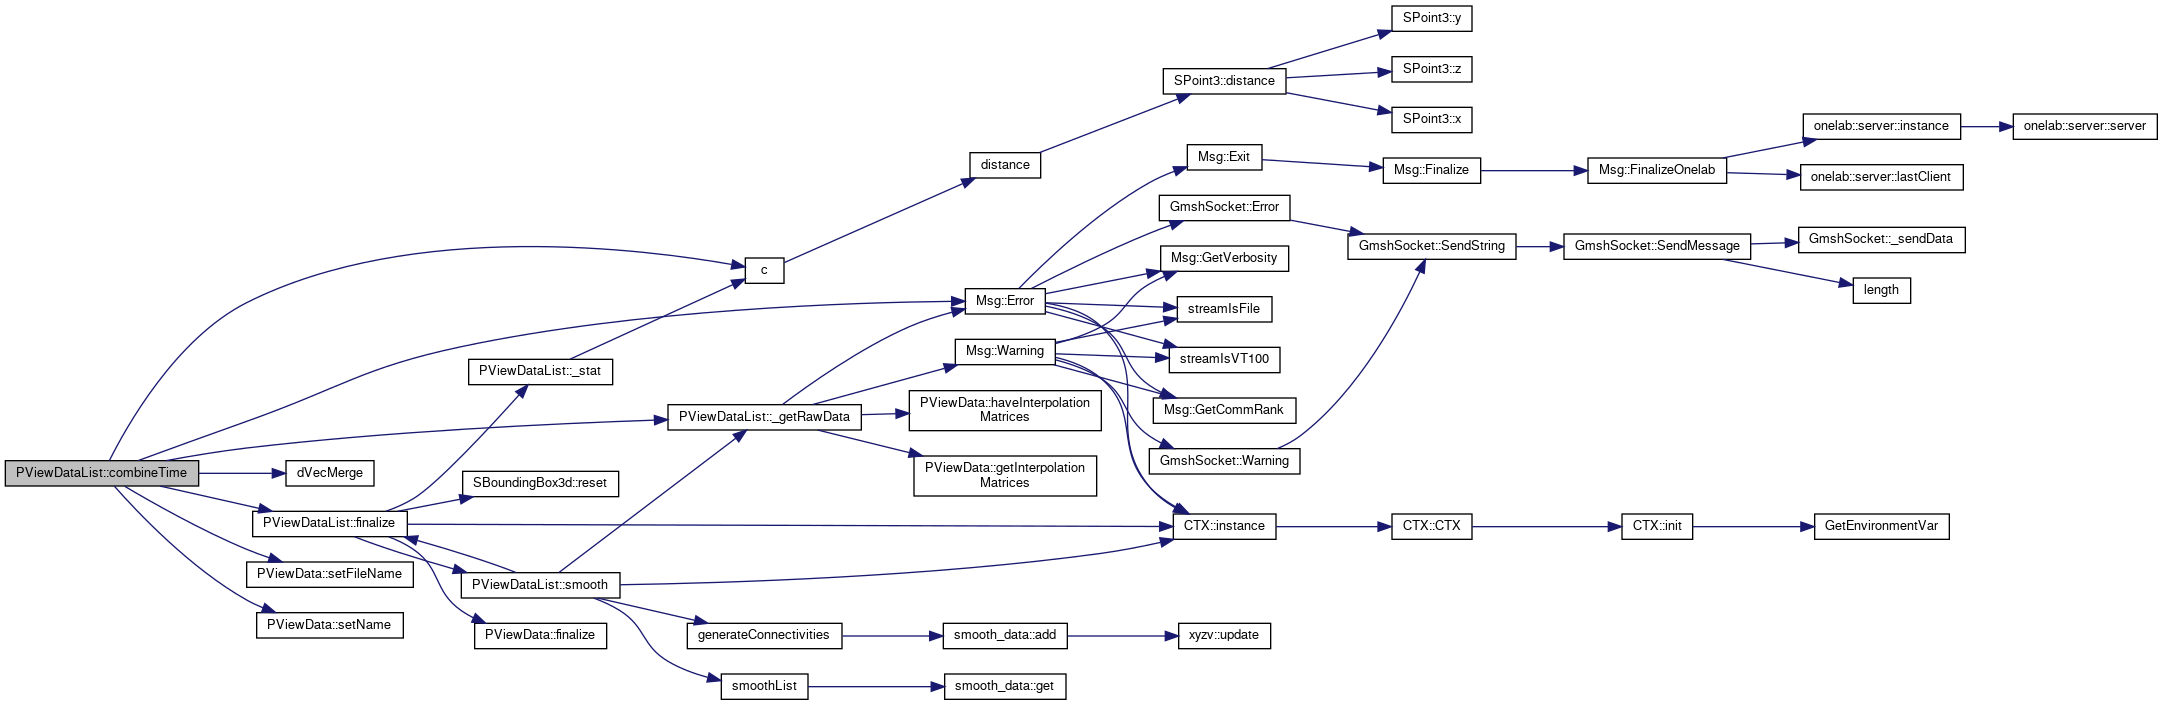 PViewDataList::combineTime
c
distance
SPoint3::distance
SPoint3::y
SPoint3::z
SPoint3::x
Msg::Error
Msg::Exit
Msg::Finalize
Msg::FinalizeOnelab
onelab::server::instance
onelab::server::server
onelab::server::lastClient
GmshSocket::Error
GmshSocket::SendString
GmshSocket::SendMessage
GmshSocket::_sendData
length
Msg::GetVerbosity
streamIsFile
streamIsVT100
Msg::GetCommRank
GmshSocket::Warning
CTX::instance
CTX::CTX
CTX::init
GetEnvironmentVar
PViewDataList::_getRawData
Msg::Warning
PViewData::haveInterpolation
Matrices
PViewData::getInterpolation
Matrices
dVecMerge
PViewDataList::finalize
PViewDataList::_stat
SBoundingBox3d::reset
PViewDataList::smooth
PViewData::finalize
generateConnectivities
smooth_data::add
xyzv::update
smoothList
smooth_data::get
PViewData::setFileName
PViewData::setName